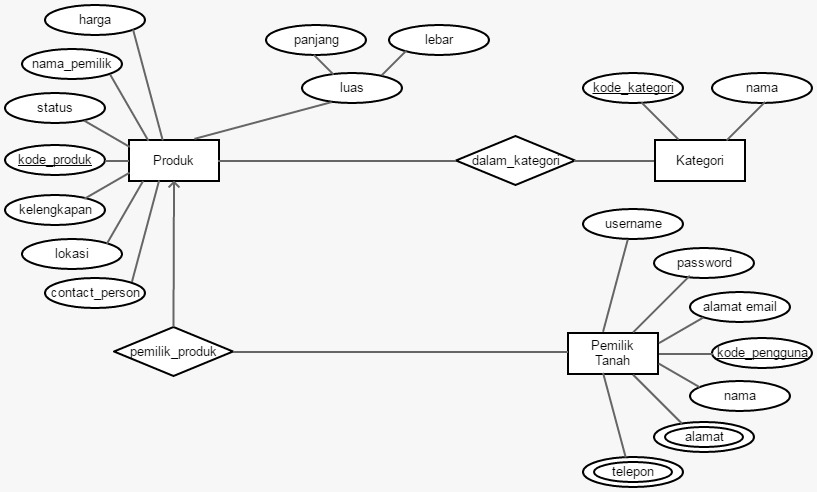 harga
nama_pemilik
status
kode_produk
kelengkapan
lokasi
contact_person
Produk
panjang
lebar
luas
dalam_kategori
kode_kategori
nama
Kategori
pemilik_produk
username
password
alamat email
kode_pengguna
nama
alamat
telepon
Pemilik
Tanah